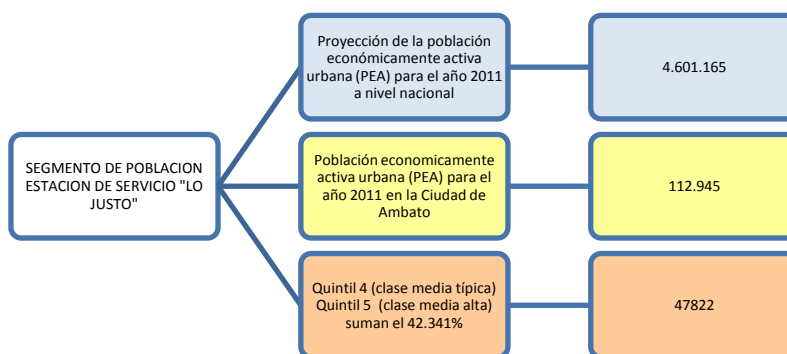 Proyección de la población
económicamente activa
urbana (PEA) para el año 2011
a nivel nacional
4.601.165
SEGMENTO DE POBLACION
ESTACION DE SERVICIO "LO
JUSTO"
Población economicamente
activa urbana (PEA) para el
año 2011 en la Ciudad de
Ambato
112.945
Quintil 4 (clase media típica)
Quintil 5 (clase media alta)
suman el 42.341%
47822